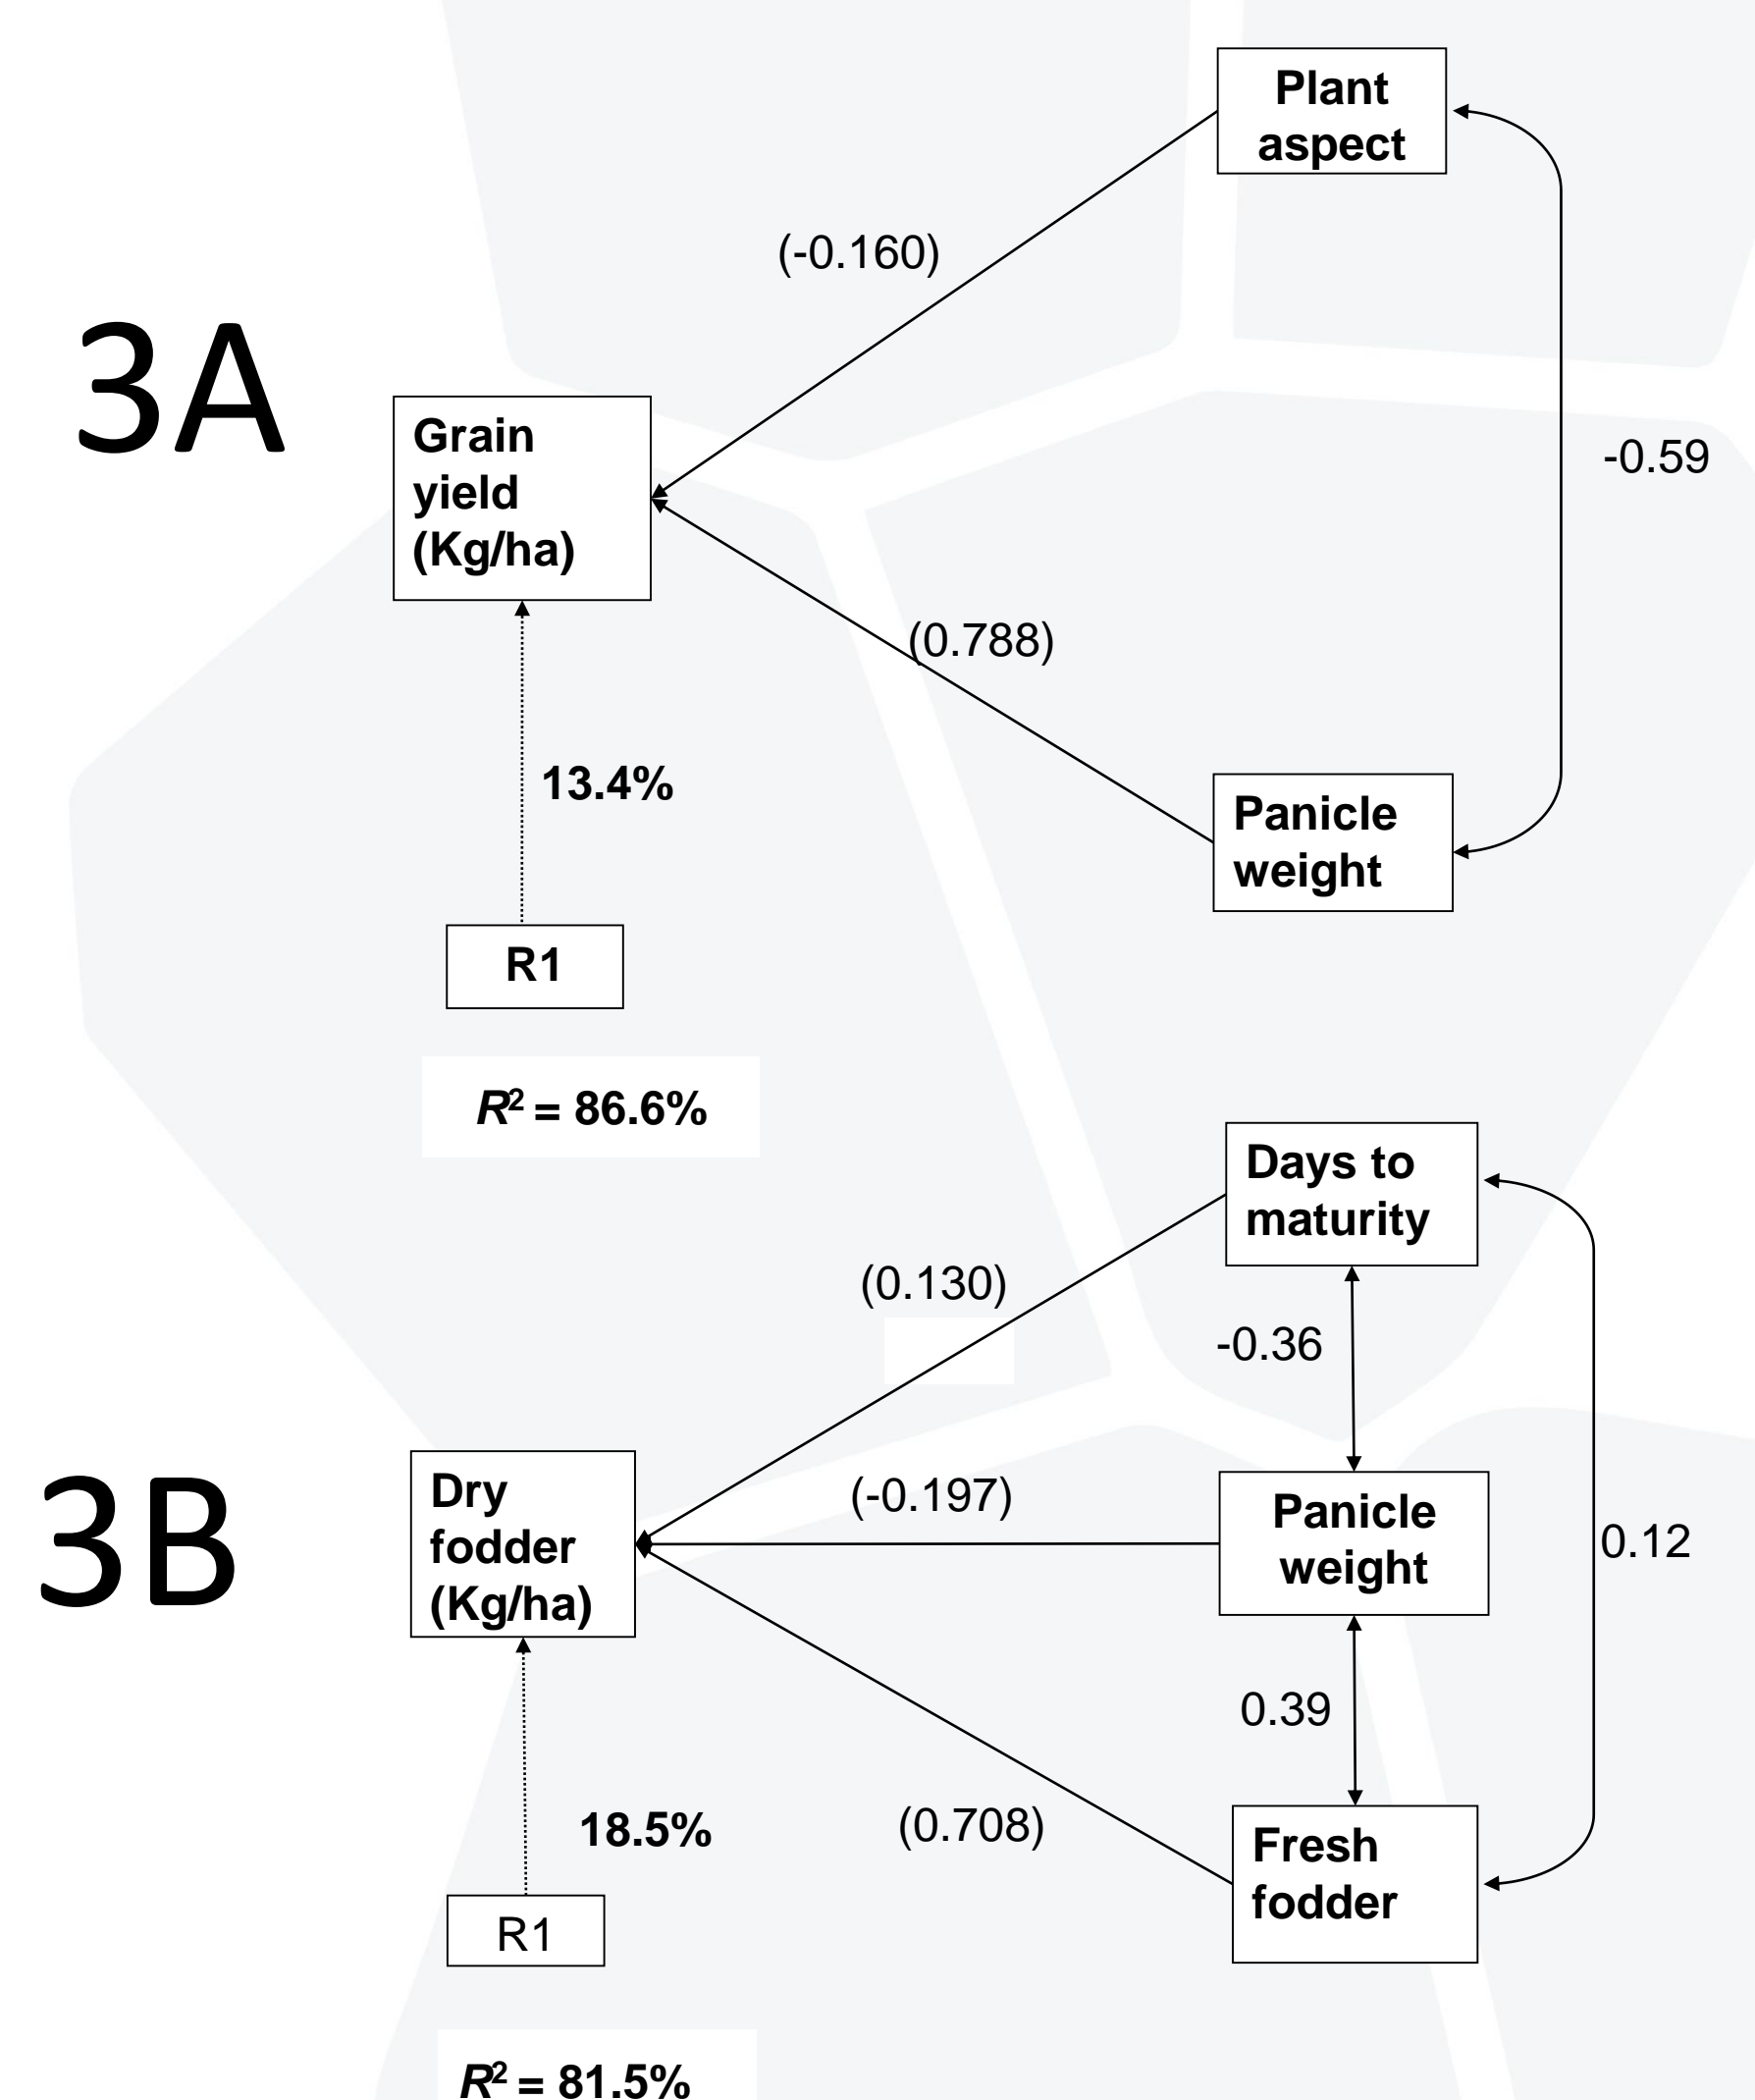 3A
Plant
aspect
(-0.160)
Grain
yield
(Kg/ha)
-0.59
(0.788)
13.4%
Panicle
weight
R1
R² = 86.6%
3B
Days to
maturity
(0.130)
-0.36
Dry
fodder
(Kg/ha)
(-0.197)
Panicle
weight
0.12
0.39
18.5%
(0.708)
Fresh
fodder
R1
R² = 81.5%